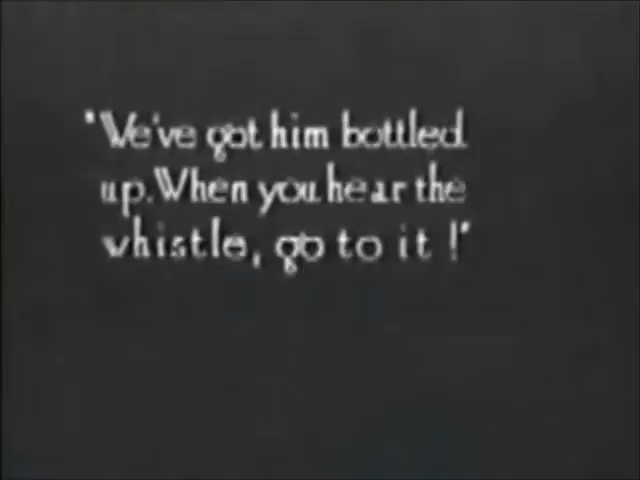 "We've got him bottled
up. When you hear the
whistle, go to it!"